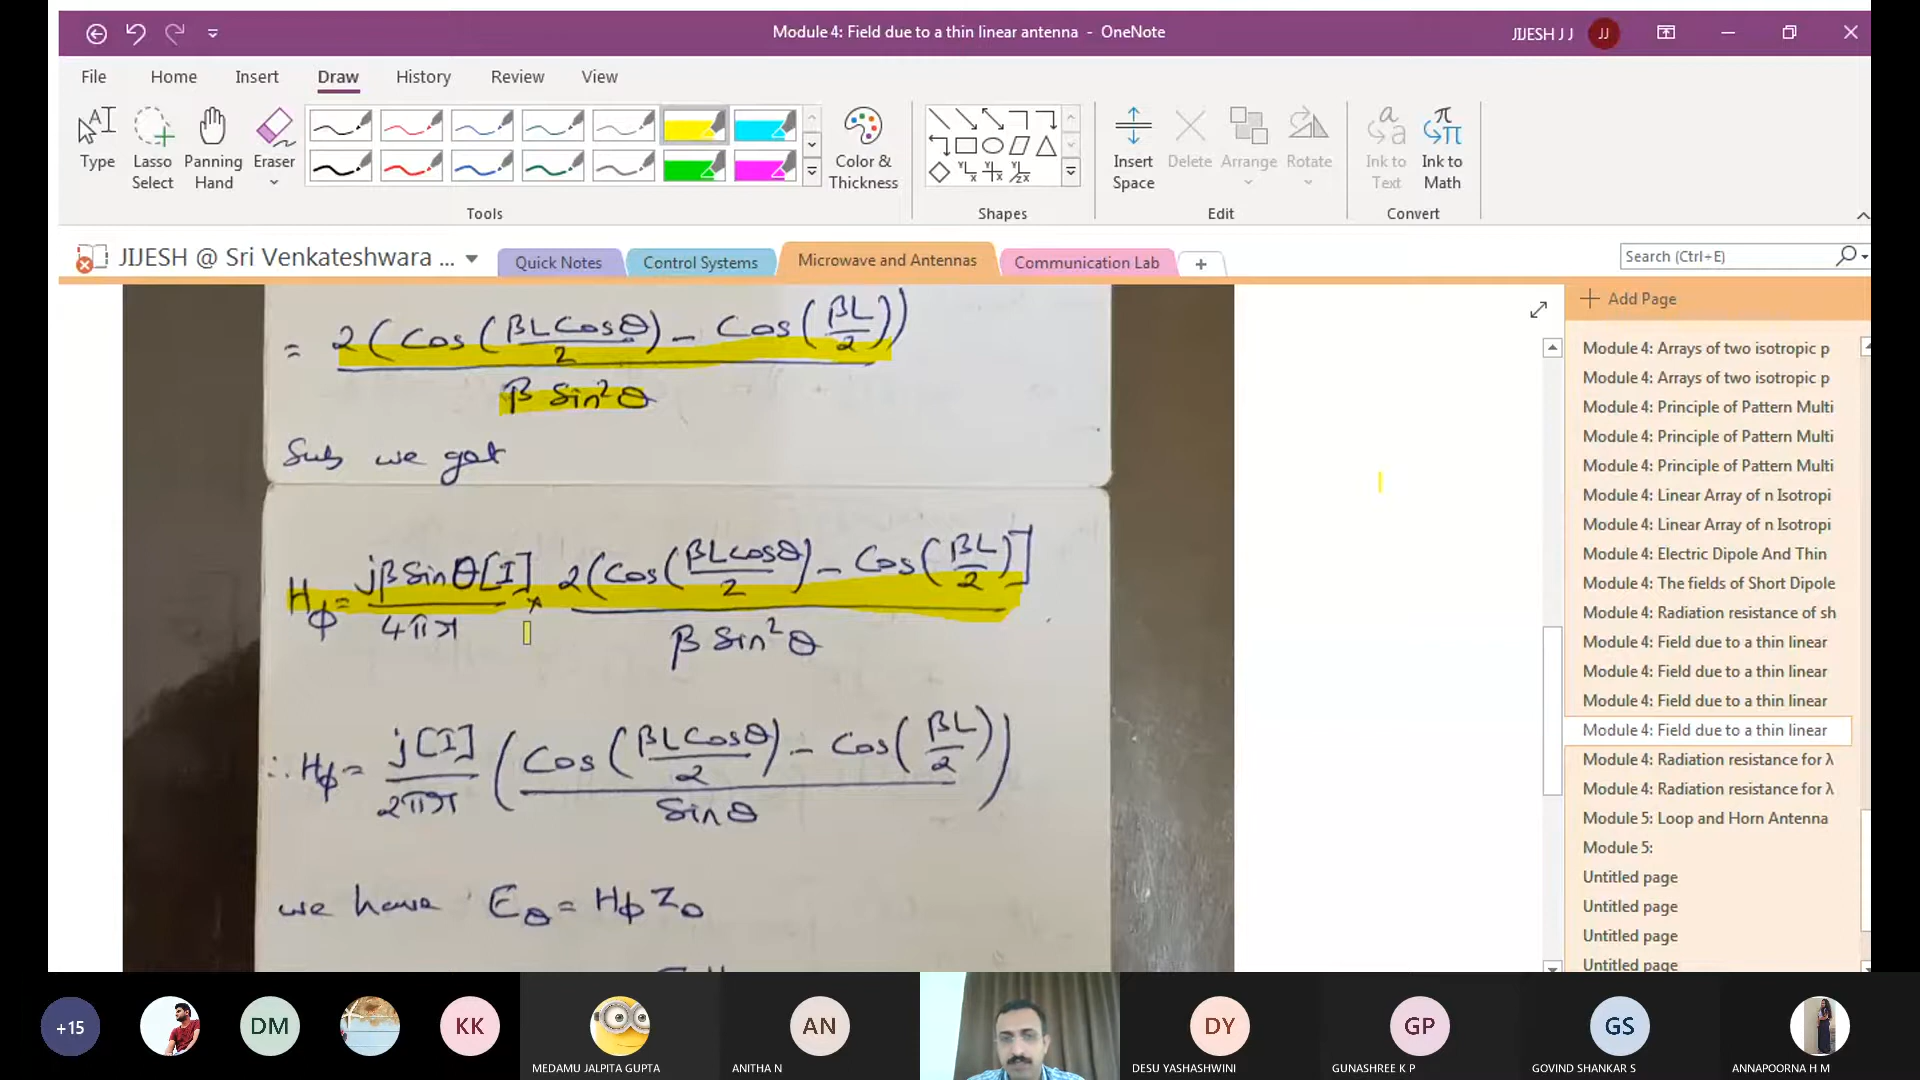 Module 4: Field due to a thin linear antenna - OneNote
JIJESH J J
JJ
File Home Insert Draw History Review View
Type
Lasso Select
Panning Hand
Eraser
Color & Thickness
Insert Space
Delete
Arrange
Rotate
Ink to Text
Ink to Math
Tools
Shapes
Edit
Convert
JIJESH @ Sri Venkateshwara ...
Quick Notes
Control Systems
Microwave and Antennas
Communication Lab
+
Search (Ctrl+E)
Add Page
Module 4: Arrays of two isotropic p
Module 4: Arrays of two isotropic p
Module 4: Principle of Pattern Multi
Module 4: Principle of Pattern Multi
Module 4: Principle of Pattern Multi
Module 4: Linear Array of n Isotropi
Module 4: Linear Array of n Isotropi
Module 4: Electric Dipole And Thin
Module 4: The fields of Short Dipole
Module 4: Radiation resistance of sh
Module 4: Field due to a thin linear
Module 4: Field due to a thin linear
Module 4: Field due to a thin linear
Module 4: Field due to a thin linear
Module 4: Radiation resistance for λ
Module 4: Radiation resistance for λ
Module 5: Loop and Horn Antenna
Module 5:
Untitled page
Untitled page
Untitled page
Untitled page
= 2(Cos(βLCosθ/2) - Cos(βL/2))
β Sin²θ
Sub we get
Hϕ = jβSinθ[I]/4πr × 2(Cos(βLcosθ/2) - Cos(βL/2)]
β Sin²θ
∴ Hϕ = j[I]/2πr (Cos(βLCosθ/2) - Cos(βL/2))
Sinθ
we have Eθ = Hϕ Z0
+15
DM
KK
MEDAMU JALPITA GUPTA
AN
ANITHA N
DY
DESU YASHASHWINI
GP
GUNASHREE K P
GS
GOVIND SHANKAR S
ANNAPOORNA H M